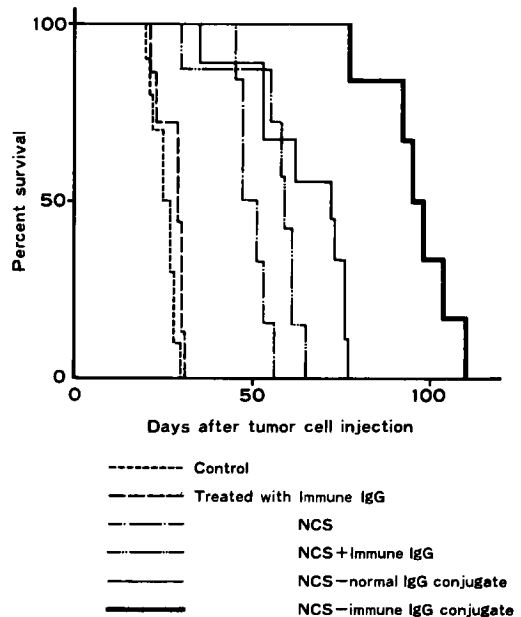 100
50
0
Percent survival
0
50
100
Days after tumor cell injection
Control
Treated with Immune IgG
NCS
NCS+Immune IgG
NCS−normal IgG conjugate
NCS−immune IgG conjugate